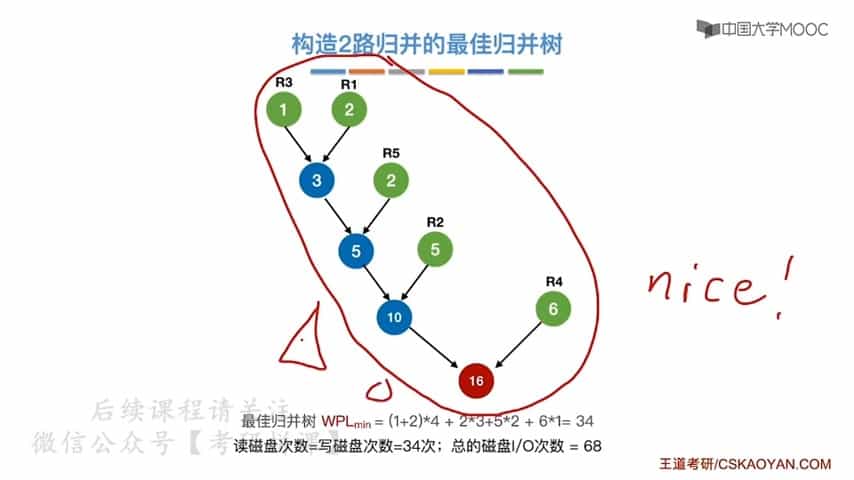 中国大学MOOC
构造2路归并的最佳归并树
R3
R1
1
2
R5
3
2
R2
5
5
R4
10
6
nice!
16
后续课程请关注
最佳归并树 WPLmin = (1+2)*4 + 2*3+5*2 + 6*1= 34
微信公众号【考研
读磁盘次数=写磁盘次数=34次；总的磁盘I/O次数 = 68
王道考研/CSKAOYAN.COM